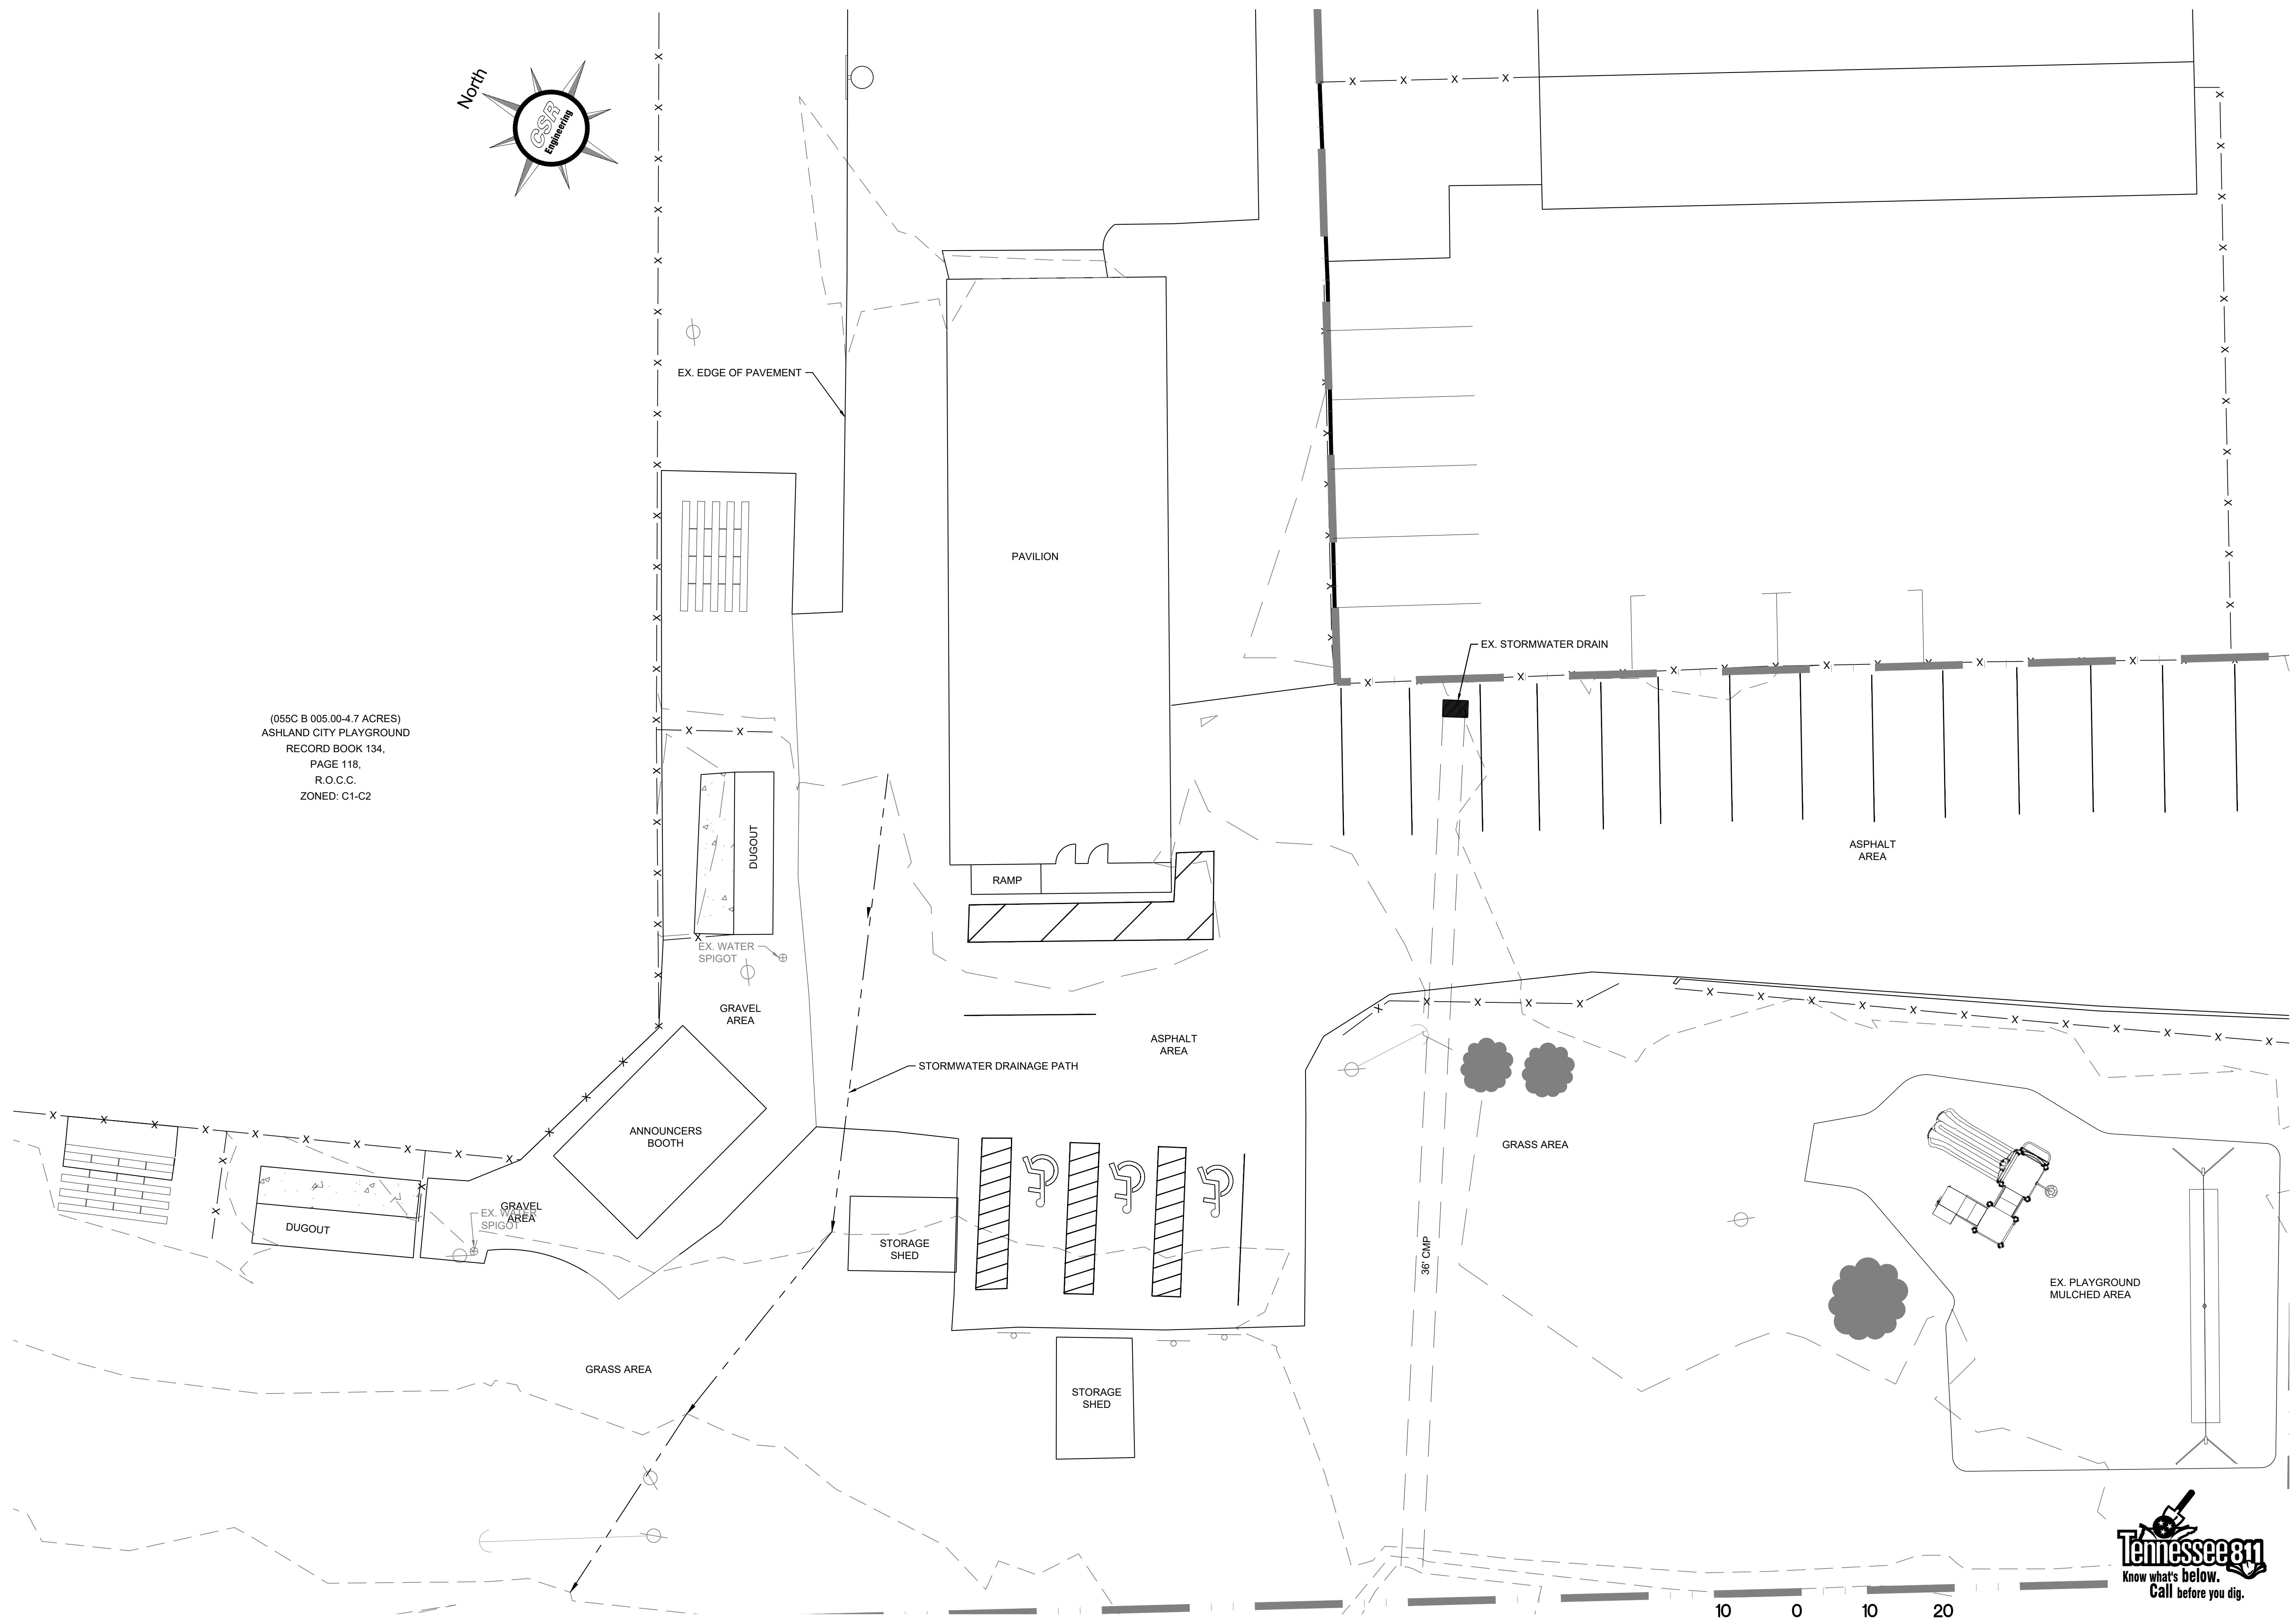 North
CSR
Engineering
EX. EDGE OF PAVEMENT
PAVILION
EX. STORMWATER DRAIN
(055C B 005.00-4.7 ACRES)
ASHLAND CITY PLAYGROUND
RECORD BOOK 134,
PAGE 118,
R.O.C.C.
ZONED: C1-C2
DUGOUT
RAMP
ASPHALT
AREA
EX. WATER
SPIGOT
GRAVEL
AREA
ASPHALT
AREA
STORMWATER DRAINAGE PATH
ANNOUNCERS
BOOTH
GRASS AREA
GRAVEL
AREA
EX. WATER
SPIGOT
DUGOUT
STORAGE
SHED
36' CMP
EX. PLAYGROUND
MULCHED AREA
GRASS AREA
STORAGE
SHED
Tennessee811
Know what's below.
Call before you dig.
10 0 10 20